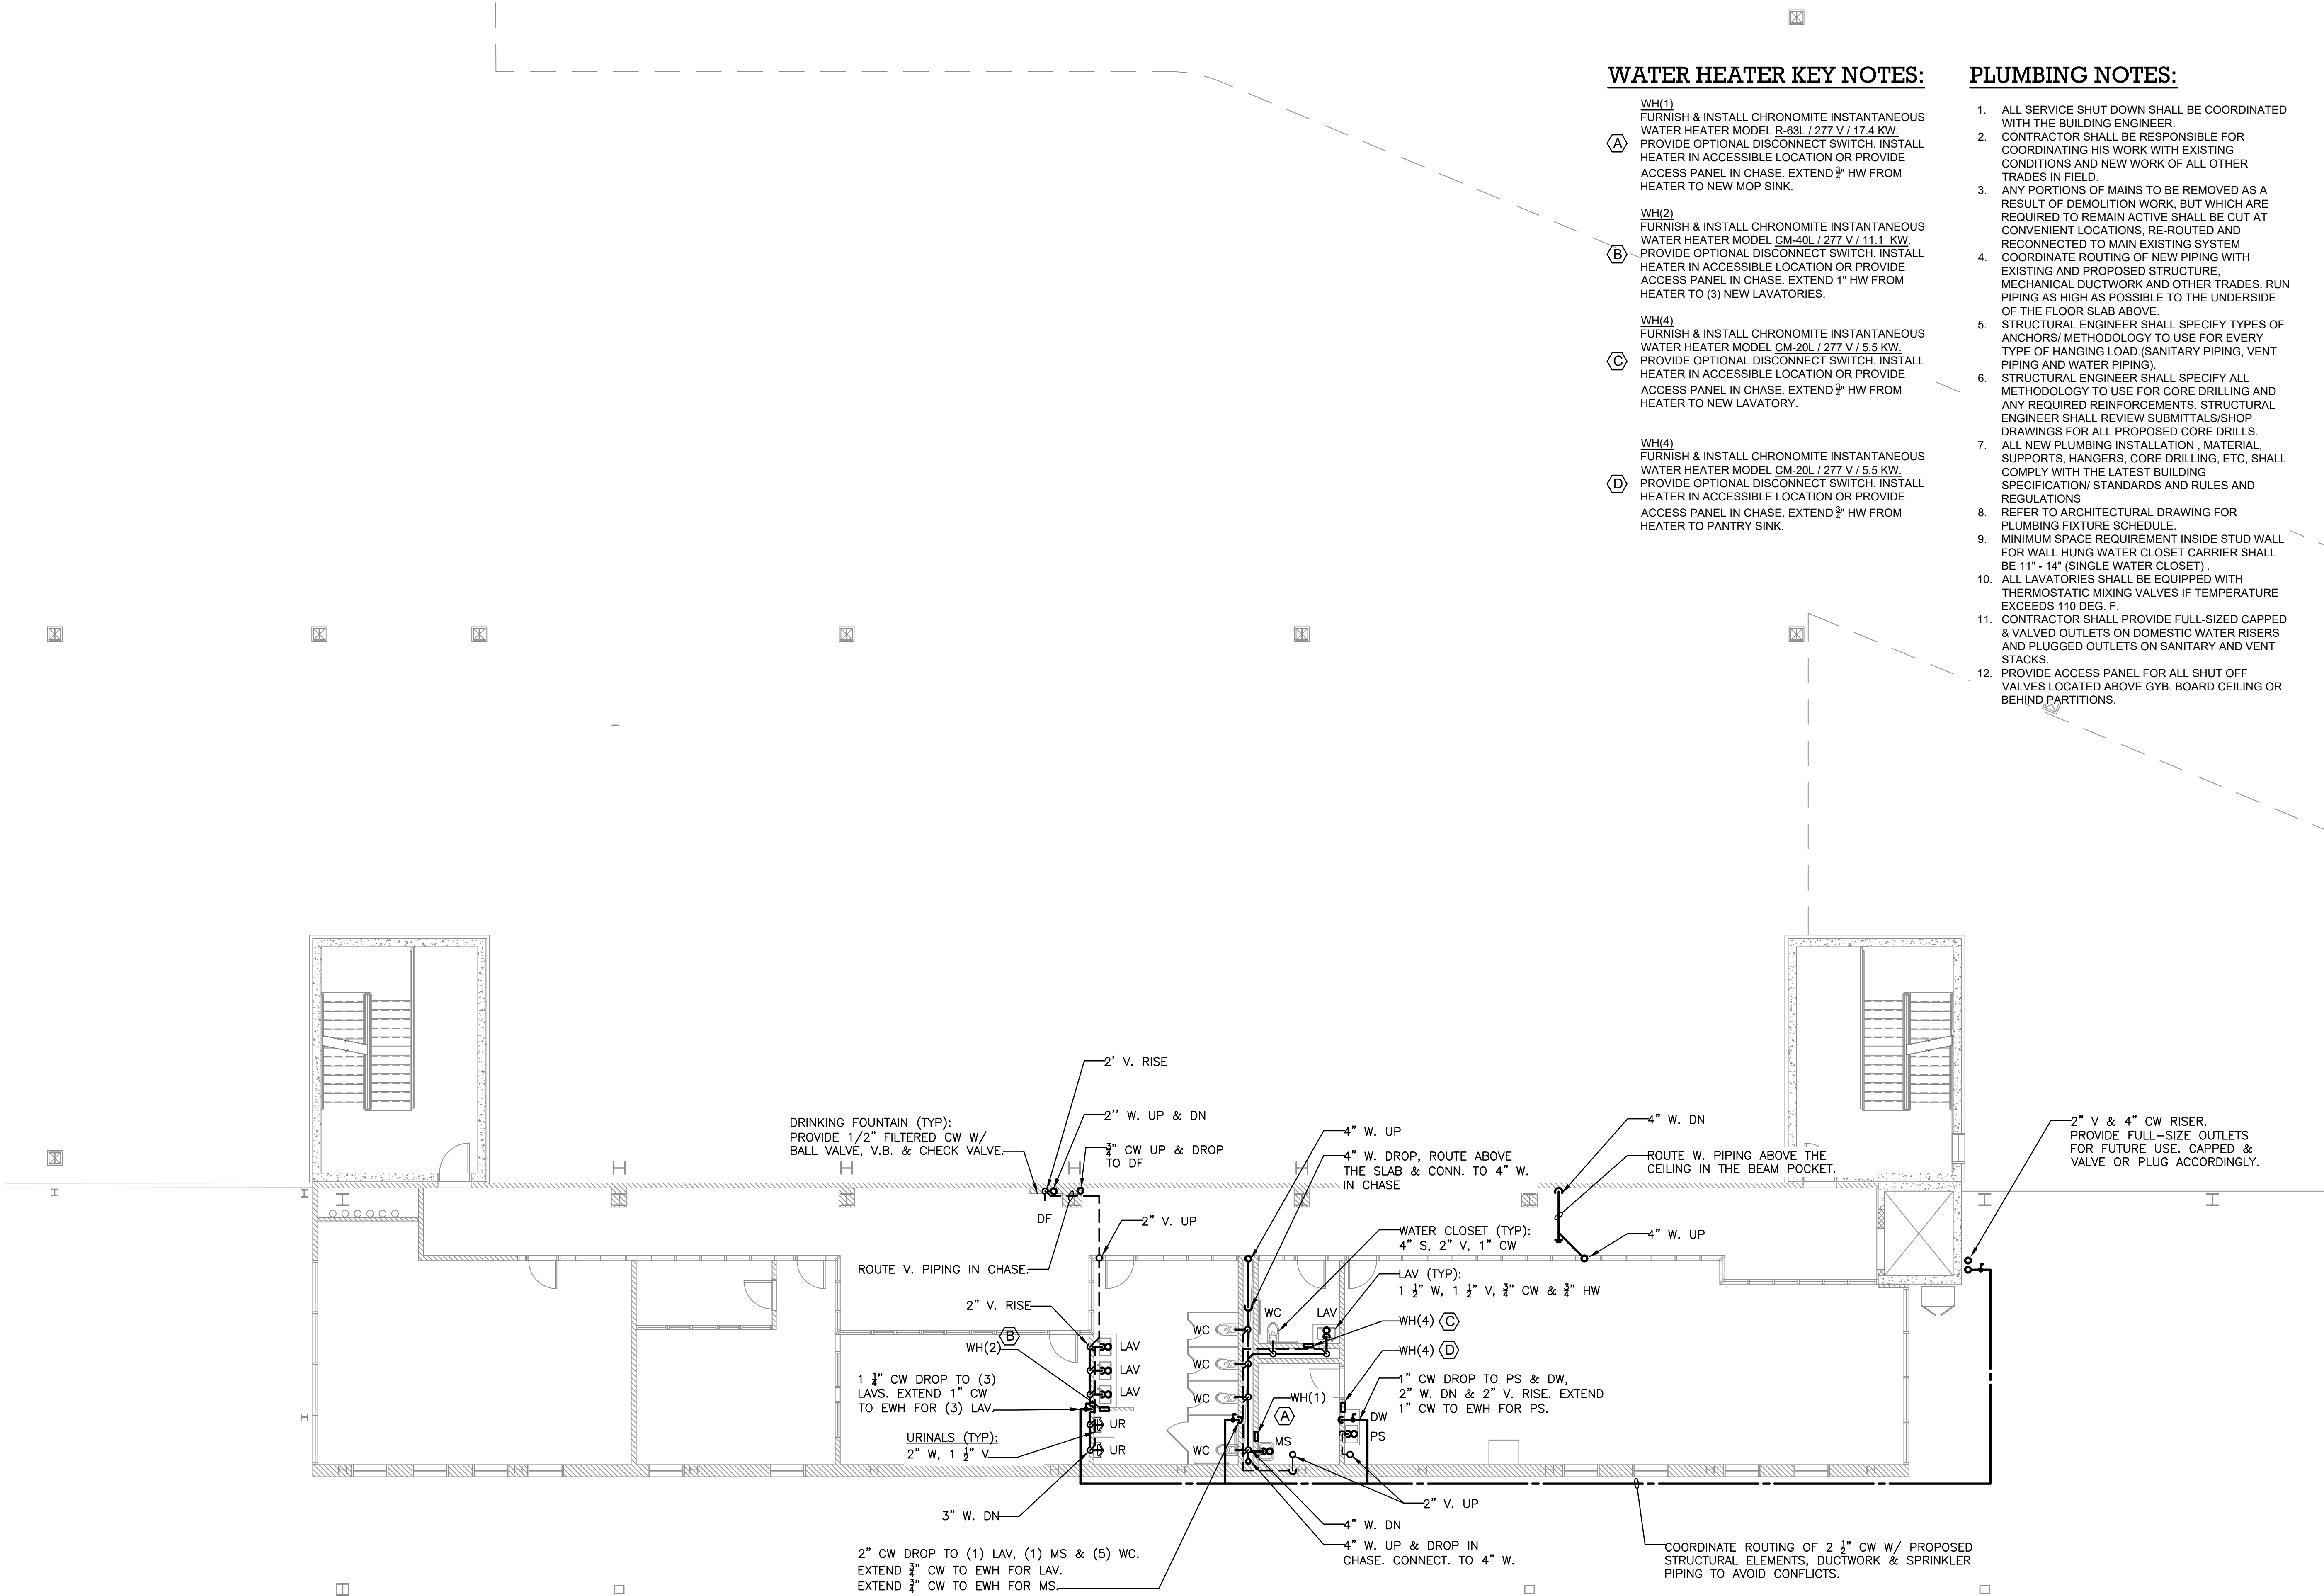 WATER HEATER KEY NOTES:
WH(1)
FURNISH & INSTALL CHRONOMITE INSTANTANEOUS
WATER HEATER MODEL R-63L / 277 V / 17.4 KW.
A PROVIDE OPTIONAL DISCONNECT SWITCH. INSTALL
HEATER IN ACCESSIBLE LOCATION OR PROVIDE
ACCESS PANEL IN CHASE. EXTEND 3/4" HW FROM
HEATER TO NEW MOP SINK.
WH(2)
FURNISH & INSTALL CHRONOMITE INSTANTANEOUS
WATER HEATER MODEL CM-40L / 277 V / 11.1 KW.
B PROVIDE OPTIONAL DISCONNECT SWITCH. INSTALL
HEATER IN ACCESSIBLE LOCATION OR PROVIDE
ACCESS PANEL IN CHASE. EXTEND 1" HW FROM
HEATER TO (3) NEW LAVATORIES.
WH(4)
FURNISH & INSTALL CHRONOMITE INSTANTANEOUS
WATER HEATER MODEL CM-20L / 277 V / 5.5 KW.
C PROVIDE OPTIONAL DISCONNECT SWITCH. INSTALL
HEATER IN ACCESSIBLE LOCATION OR PROVIDE
ACCESS PANEL IN CHASE. EXTEND 3/4" HW FROM
HEATER TO NEW LAVATORY.
WH(4)
FURNISH & INSTALL CHRONOMITE INSTANTANEOUS
WATER HEATER MODEL CM-20L / 277 V / 5.5 KW.
D PROVIDE OPTIONAL DISCONNECT SWITCH. INSTALL
HEATER IN ACCESSIBLE LOCATION OR PROVIDE
ACCESS PANEL IN CHASE. EXTEND 3/4" HW FROM
HEATER TO PANTRY SINK.
PLUMBING NOTES:
1. ALL SERVICE SHUT DOWN SHALL BE COORDINATED
WITH THE BUILDING ENGINEER.
2. CONTRACTOR SHALL BE RESPONSIBLE FOR
COORDINATING HIS WORK WITH EXISTING
CONDITIONS AND NEW WORK OF ALL OTHER
TRADES IN FIELD.
3. ANY PORTIONS OF MAINS TO BE REMOVED AS A
RESULT OF DEMOLITION WORK, BUT WHICH ARE
REQUIRED TO REMAIN ACTIVE SHALL BE CUT AT
CONVENIENT LOCATIONS, RE-ROUTED AND
RECONNECTED TO MAIN EXISTING SYSTEM
4. COORDINATE ROUTING OF NEW PIPING WITH
EXISTING AND PROPOSED STRUCTURE,
MECHANICAL DUCTWORK AND OTHER TRADES. RUN
PIPING AS HIGH AS POSSIBLE TO THE UNDERSIDE
OF THE FLOOR SLAB ABOVE.
5. STRUCTURAL ENGINEER SHALL SPECIFY TYPES OF
ANCHORS/ METHODOLOGY TO USE FOR EVERY
TYPE OF HANGING LOAD.(SANITARY PIPING, VENT
PIPING AND WATER PIPING).
6. STRUCTURAL ENGINEER SHALL SPECIFY ALL
METHODOLOGY TO USE FOR CORE DRILLING AND
ANY REQUIRED REINFORCEMENTS. STRUCTURAL
ENGINEER SHALL REVIEW SUBMITTALS/SHOP
DRAWINGS FOR ALL PROPOSED CORE DRILLS.
7. ALL NEW PLUMBING INSTALLATION , MATERIAL,
SUPPORTS, HANGERS, CORE DRILLING, ETC, SHALL
COMPLY WITH THE LATEST BUILDING
SPECIFICATION/ STANDARDS AND RULES AND
REGULATIONS
8. REFER TO ARCHITECTURAL DRAWING FOR
PLUMBING FIXTURE SCHEDULE.
9. MINIMUM SPACE REQUIREMENT INSIDE STUD WALL
FOR WALL HUNG WATER CLOSET CARRIER SHALL
BE 11" - 14" (SINGLE WATER CLOSET) .
10. ALL LAVATORIES SHALL BE EQUIPPED WITH
THERMOSTATIC MIXING VALVES IF TEMPERATURE
EXCEEDS 110 DEG. F.
11. CONTRACTOR SHALL PROVIDE FULL-SIZED CAPPED
& VALVED OUTLETS ON DOMESTIC WATER RISERS
AND PLUGGED OUTLETS ON SANITARY AND VENT
STACKS.
12. PROVIDE ACCESS PANEL FOR ALL SHUT OFF
VALVES LOCATED ABOVE GYB. BOARD CEILING OR
BEHIND PARTITIONS.
2' V. RISE
2'' W. UP & DN
DRINKING FOUNTAIN (TYP):
PROVIDE 1/2" FILTERED CW W/
BALL VALVE, V.B. & CHECK VALVE.
3/4" CW UP & DROP
TO DF
4" W. UP
4" W. DROP, ROUTE ABOVE
THE SLAB & CONN. TO 4" W.
IN CHASE
4" W. DN
ROUTE W. PIPING ABOVE THE
CEILING IN THE BEAM POCKET.
2" V & 4" CW RISER.
PROVIDE FULL-SIZE OUTLETS
FOR FUTURE USE. CAPPED &
VALVE OR PLUG ACCORDINGLY.
DF
2" V. UP
WATER CLOSET (TYP):
4" S, 2" V, 1" CW
4" W. UP
ROUTE V. PIPING IN CHASE.
LAV (TYP):
1 1/2" W, 1 1/2" V, 3/4" CW & 3/4" HW
2" V. RISE
WC
LAV
WH(4) C
B
WH(2)
LAV
WC
WH(4) D
LAV
WC
1 1/4" CW DROP TO (3)
LAVS. EXTEND 1" CW
TO EWH FOR (3) LAV.
LAV
WC
WH(1)
A
1" CW DROP TO PS & DW,
2" W. DN & 2" V. RISE. EXTEND
1" CW TO EWH FOR PS.
DW
UR
PS
URINALS (TYP):
2" W, 1 1/2" V
UR
WC
MS
2" V. UP
3" W. DN
4" W. DN
4" W. UP & DROP IN
CHASE. CONNECT. TO 4" W.
2" CW DROP TO (1) LAV, (1) MS & (5) WC.
EXTEND 3/4" CW TO EWH FOR LAV.
EXTEND 3/4" CW TO EWH FOR MS.
COORDINATE ROUTING OF 2 1/2" CW W/ PROPOSED
STRUCTURAL ELEMENTS, DUCTWORK & SPRINKLER
PIPING TO AVOID CONFLICTS.